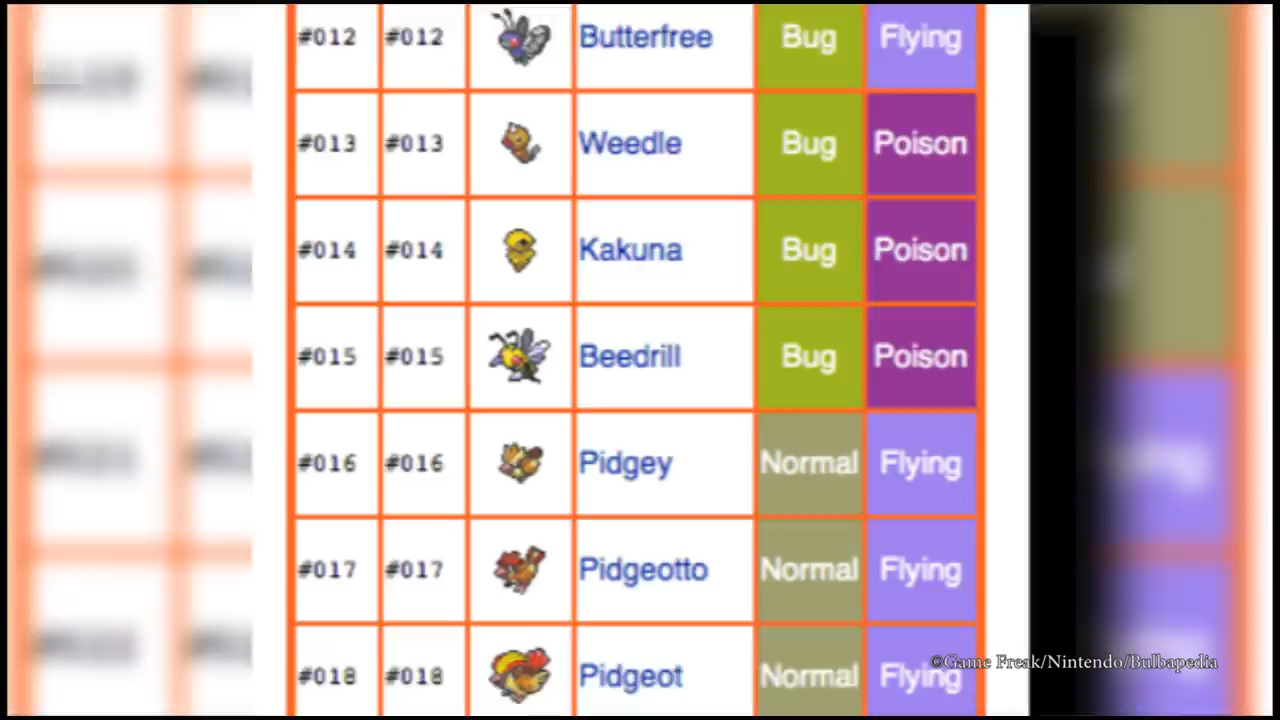 #012 #012 Butterfree Bug Flying
#013 #013 Weedle Bug Poison
#014 #014 Kakuna Bug Poison
#015 #015 Beedrill Bug Poison
#016 #016 Pidgey Normal Flying
#017 #017 Pidgeotto Normal Flying
#018 #018 Pidgeot Normal Flying
©Game Freak/Nintendo/Bulbapedia